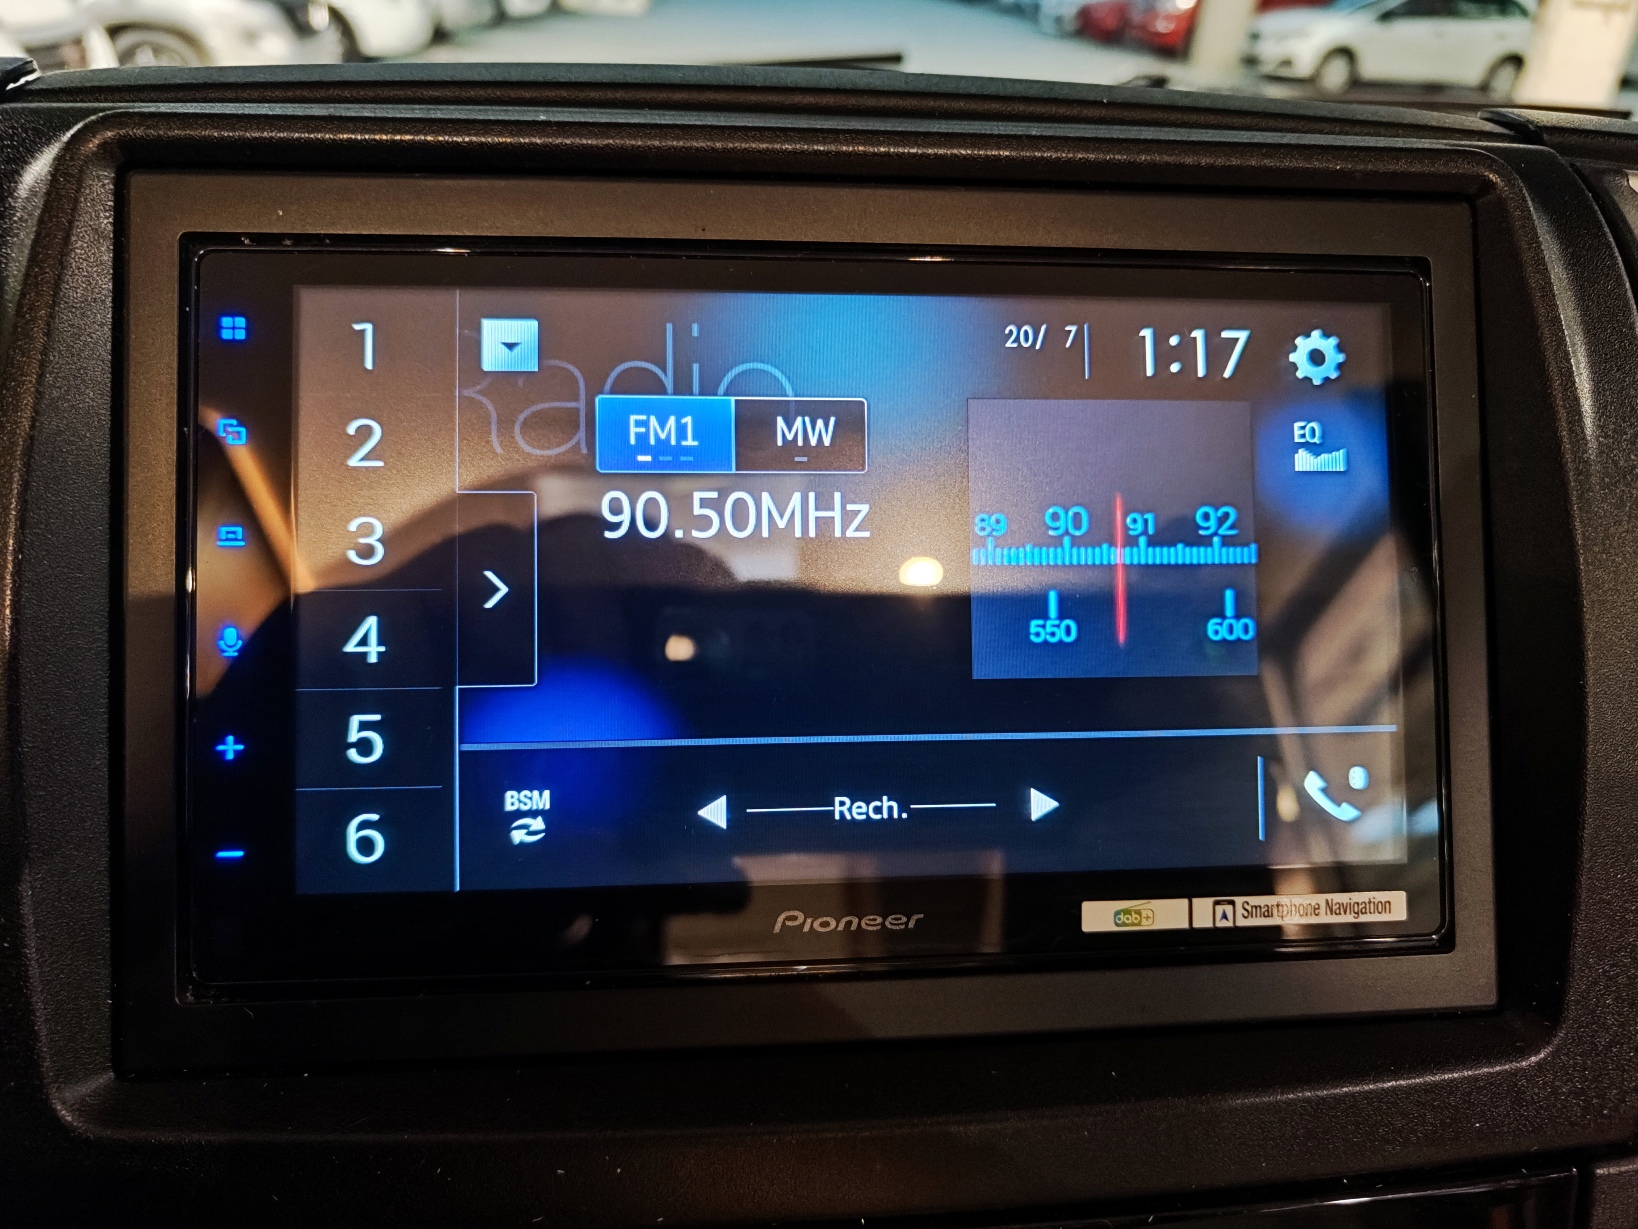 1
2
3
4
5
6
Radio
20/ 7
1:17
FM1
MW
EQ
90.50MHz
89 90 91 92
550 600
BSM
Rech.
Pioneer
dab+
Smartphone Navigation